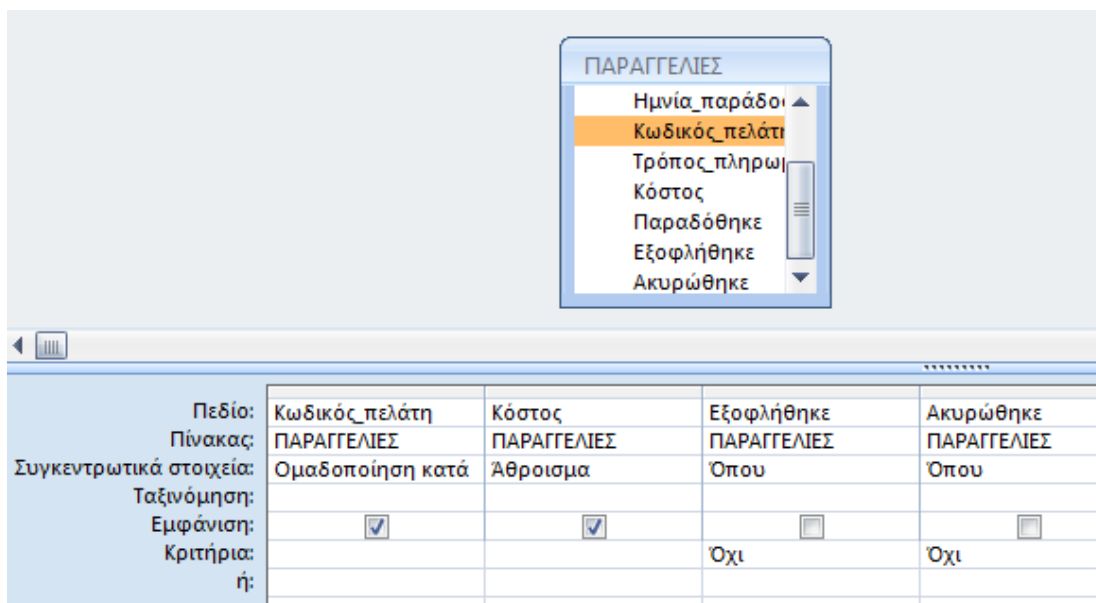 ΠΑΡΑΓΓΕΛΙΕΣ
Ημνία_παράδο
Κωδικός_πελάτη
Τρόπος_πληρωμ
Κόστος
Παραδόθηκε
Εξοφλήθηκε
Ακυρώθηκε
Πεδίο: Κωδικός_πελάτη Κόστος Εξοφλήθηκε Ακυρώθηκε
Πίνακας: ΠΑΡΑΓΓΕΛΙΕΣ ΠΑΡΑΓΓΕΛΙΕΣ ΠΑΡΑΓΓΕΛΙΕΣ ΠΑΡΑΓΓΕΛΙΕΣ
Συγκεντρωτικά στοιχεία: Ομαδοποίηση κατά Άθροισμα Όπου Όπου
Ταξινόμηση:
Εμφάνιση:
Κριτήρια: Όχι Όχι
ή: